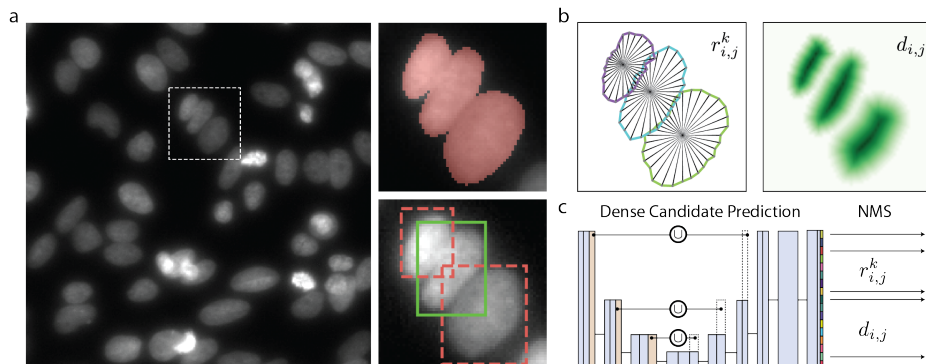 a
b
r^k_{i,j}
d_{i,j}
c
Dense Candidate Prediction
NMS
r^k_{i,j}
d_{i,j}